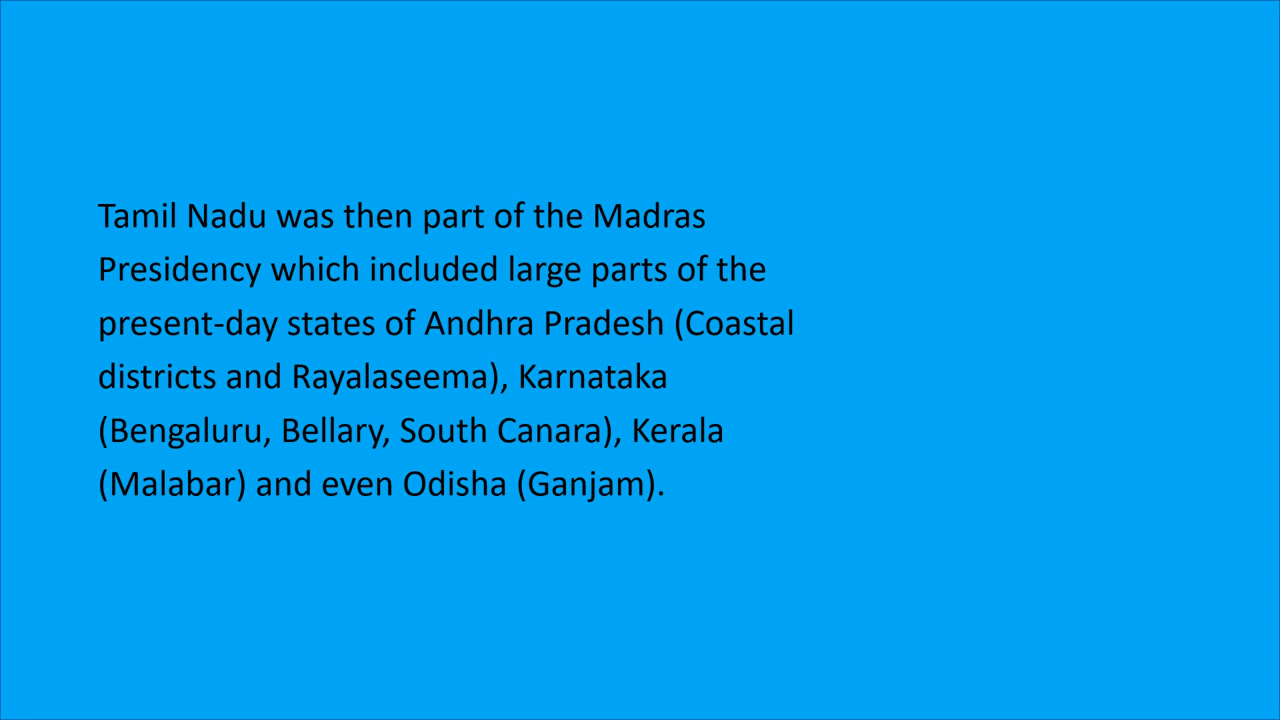 Tamil Nadu was then part of the Madras
Presidency which included large parts of the
present-day states of Andhra Pradesh (Coastal
districts and Rayalaseema), Karnataka
(Bengaluru, Bellary, South Canara), Kerala
(Malabar) and even Odisha (Ganjam).